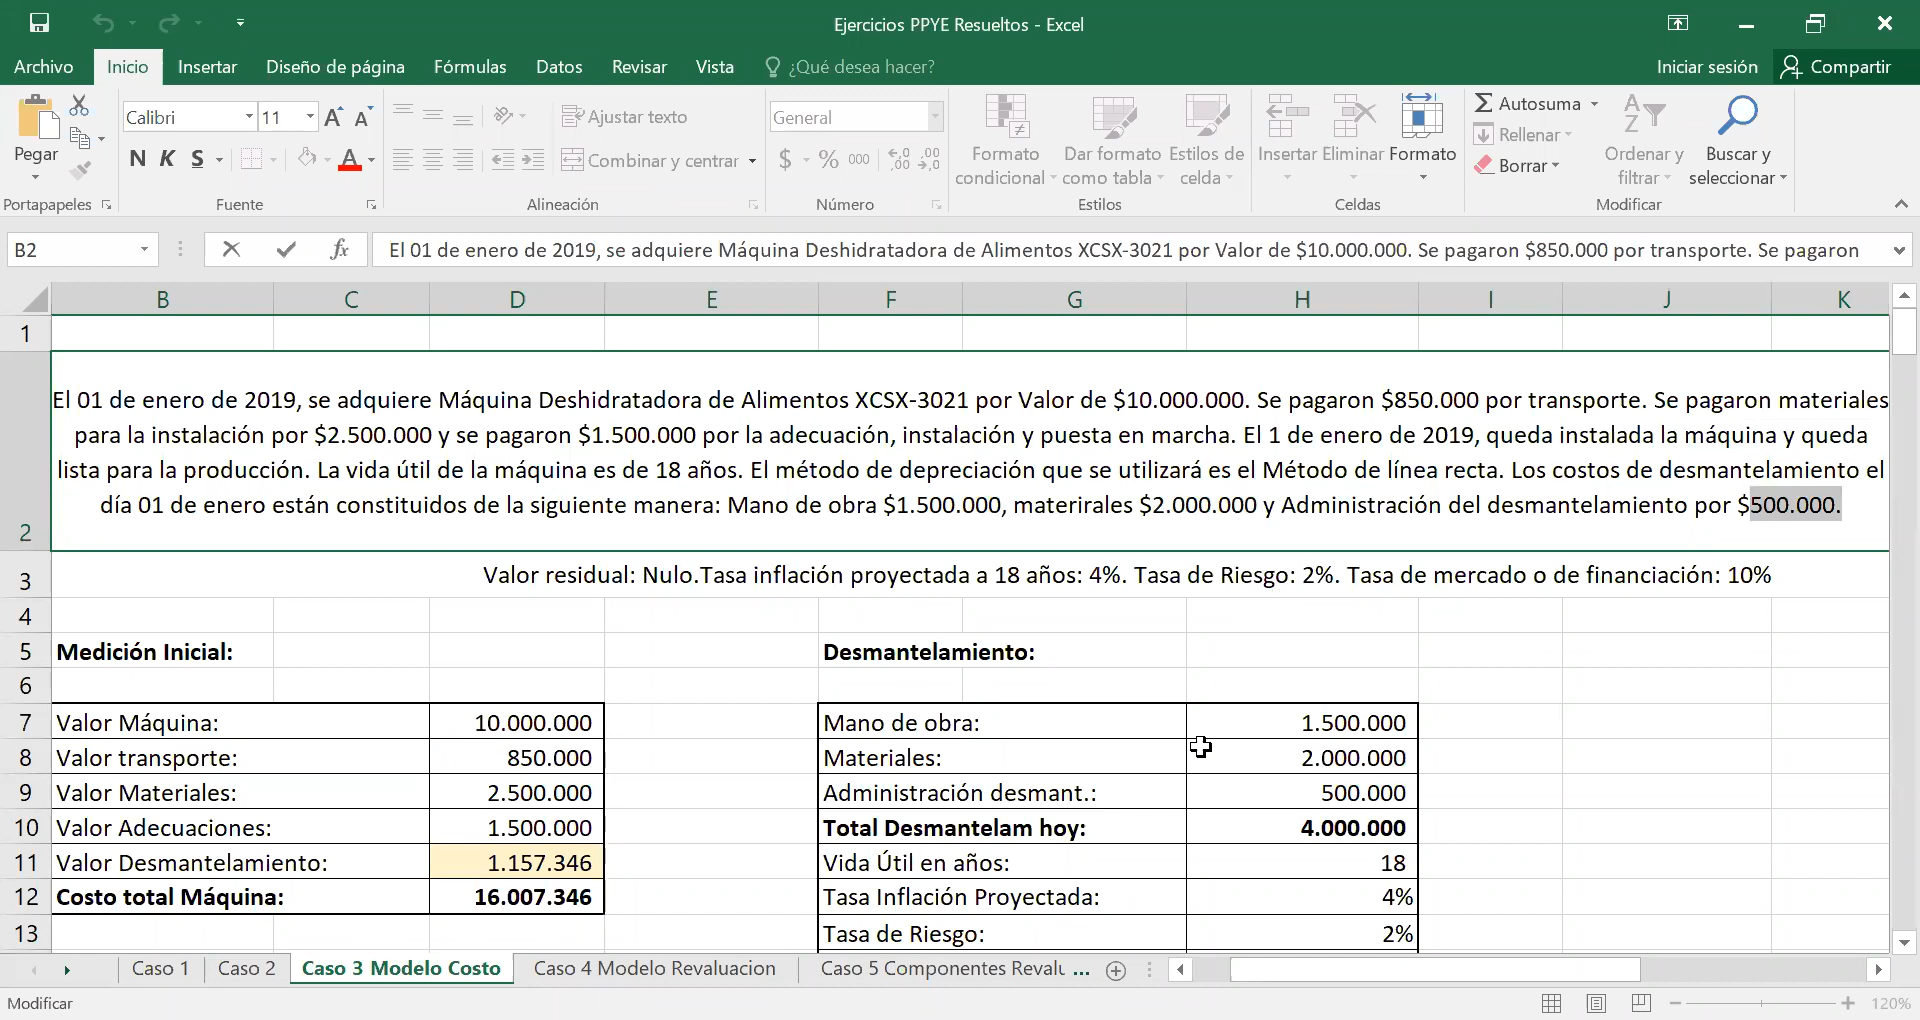 Ejercicios PPYE Resueltos - Excel
Archivo Inicio Insertar Diseño de página Fórmulas Datos Revisar Vista ¿Qué desea hacer? Iniciar sesión Compartir
Pegar
Portapapeles
Calibri 11
N K S A
Fuente
Ajustar texto
Combinar y centrar
Alineación
General
$ % 000
Número
Formato condicional
Dar formato como tabla
Estilos de celda
Estilos
Insertar Eliminar Formato
Celdas
Autosuma
Rellenar
Borrar
Ordenar y filtrar
Buscar y seleccionar
Modificar
B2 fx El 01 de enero de 2019, se adquiere Máquina Deshidratadora de Alimentos XCSX-3021 por Valor de $10.000.000. Se pagaron $850.000 por transporte. Se pagaron
B C D E F G H I J K
1
El 01 de enero de 2019, se adquiere Máquina Deshidratadora de Alimentos XCSX-3021 por Valor de $10.000.000. Se pagaron $850.000 por transporte. Se pagaron materiales
para la instalación por $2.500.000 y se pagaron $1.500.000 por la adecuación, instalación y puesta en marcha. El 1 de enero de 2019, queda instalada la máquina y queda
lista para la producción. La vida útil de la máquina es de 18 años. El método de depreciación que se utilizará es el Método de línea recta. Los costos de desmantelamiento el
día 01 de enero están constituidos de la siguiente manera: Mano de obra $1.500.000, materirales $2.000.000 y Administración del desmantelamiento por $500.000.
2
3 Valor residual: Nulo.Tasa inflación proyectada a 18 años: 4%. Tasa de Riesgo: 2%. Tasa de mercado o de financiación: 10%
4
5 Medición Inicial: Desmantelamiento:
6
7 Valor Máquina: 10.000.000 Mano de obra: 1.500.000
8 Valor transporte: 850.000 Materiales: 2.000.000
9 Valor Materiales: 2.500.000 Administración desmant.: 500.000
10 Valor Adecuaciones: 1.500.000 Total Desmantelam hoy: 4.000.000
11 Valor Desmantelamiento: 1.157.346 Vida Útil en años: 18
12 Costo total Máquina: 16.007.346 Tasa Inflación Proyectada: 4%
13 Tasa de Riesgo: 2%
Caso 1 Caso 2 Caso 3 Modelo Costo Caso 4 Modelo Revaluacion Caso 5 Componentes Revalu ...
Modificar 120%